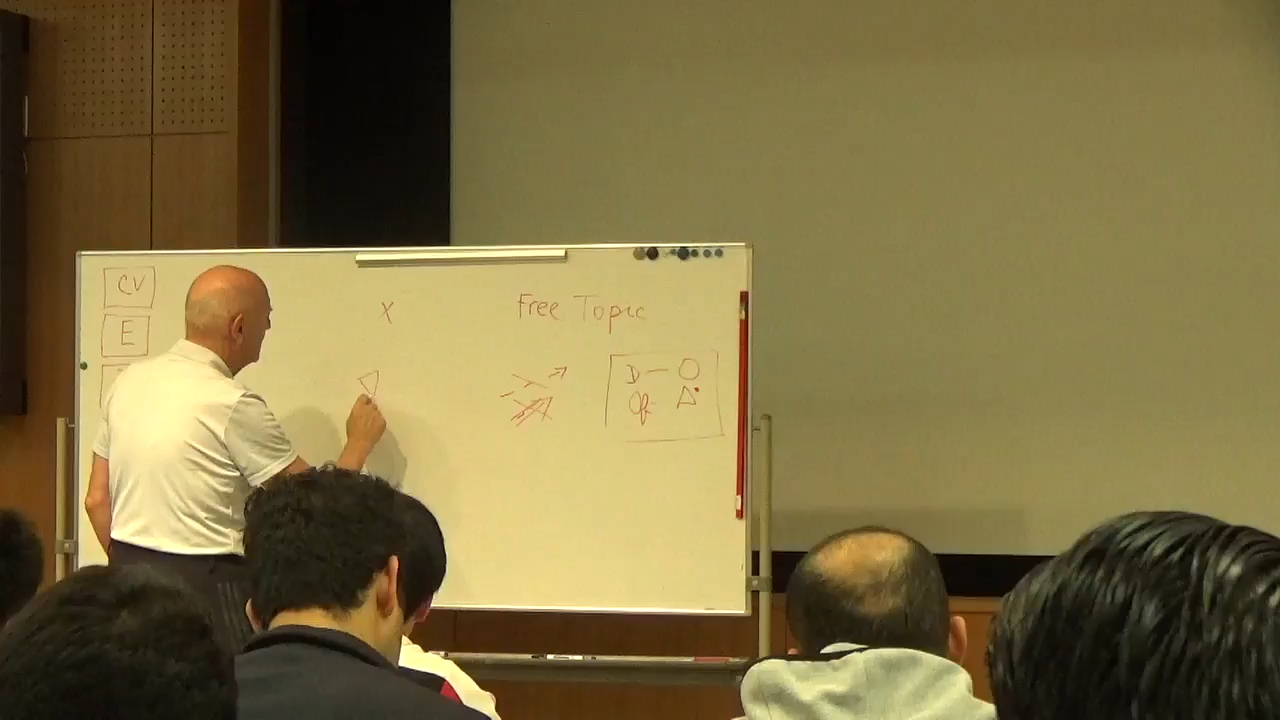 CV
E
X
Free Topic
D — ○
Of △